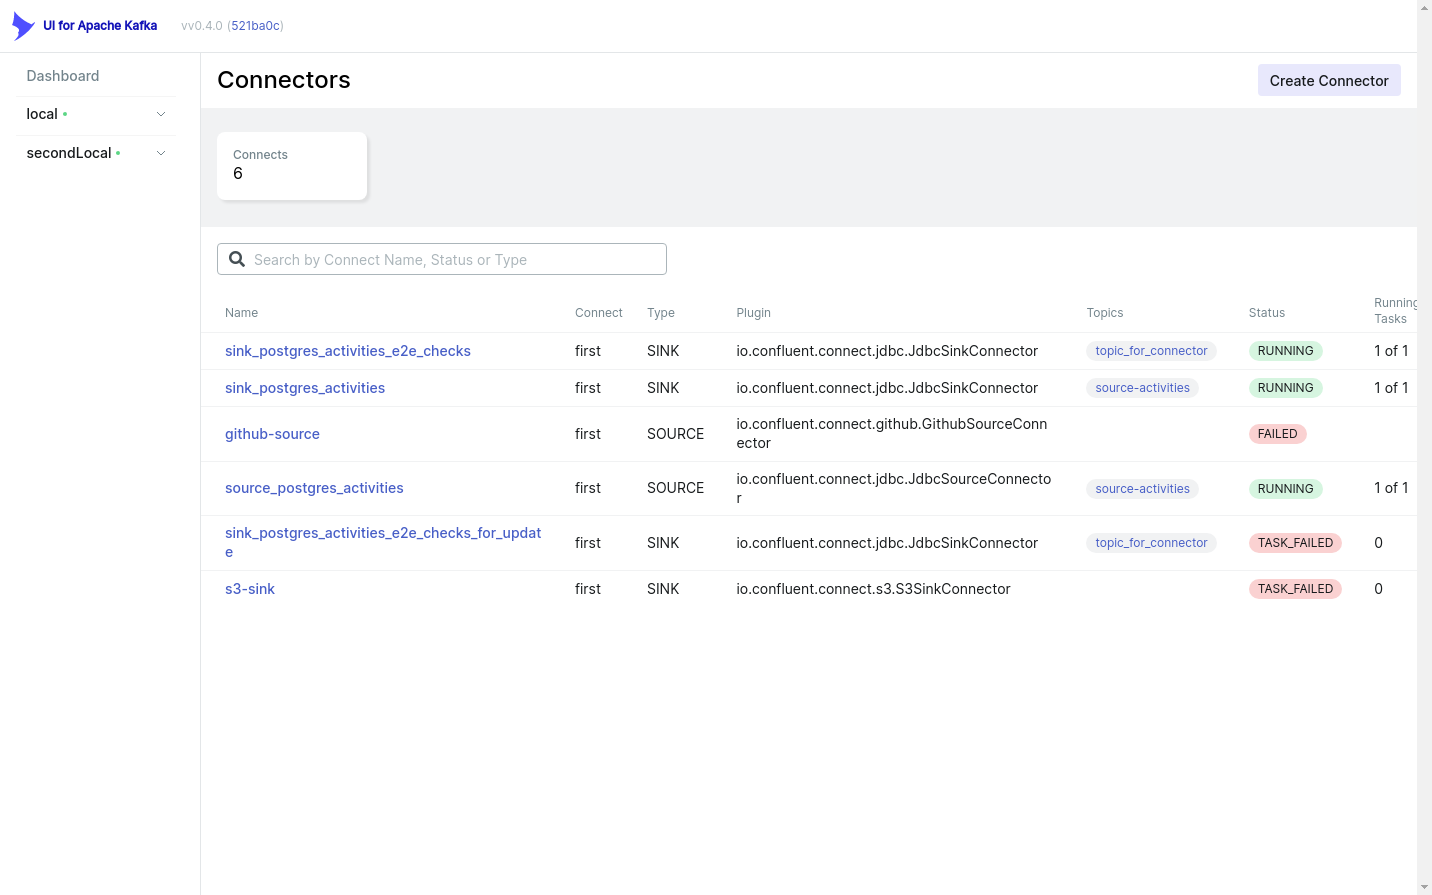 UI for Apache Kafka vv0.4.0 (521ba0c)
Dashboard
local
secondLocal
Connectors
Create Connector
Connects
6
Search by Connect Name, Status or Type
Name Connect Type Plugin Topics Status Running
Tasks
sink_postgres_activities_e2e_checks first SINK io.confluent.connect.jdbc.JdbcSinkConnector topic_for_connector RUNNING 1 of 1
sink_postgres_activities first SINK io.confluent.connect.jdbc.JdbcSinkConnector source-activities RUNNING 1 of 1
github-source first SOURCE io.confluent.connect.github.GithubSourceConn
ector FAILED
source_postgres_activities first SOURCE io.confluent.connect.jdbc.JdbcSourceConnecto
r source-activities RUNNING 1 of 1
sink_postgres_activities_e2e_checks_for_updat
e first SINK io.confluent.connect.jdbc.JdbcSinkConnector topic_for_connector TASK_FAILED 0
s3-sink first SINK io.confluent.connect.s3.S3SinkConnector TASK_FAILED 0